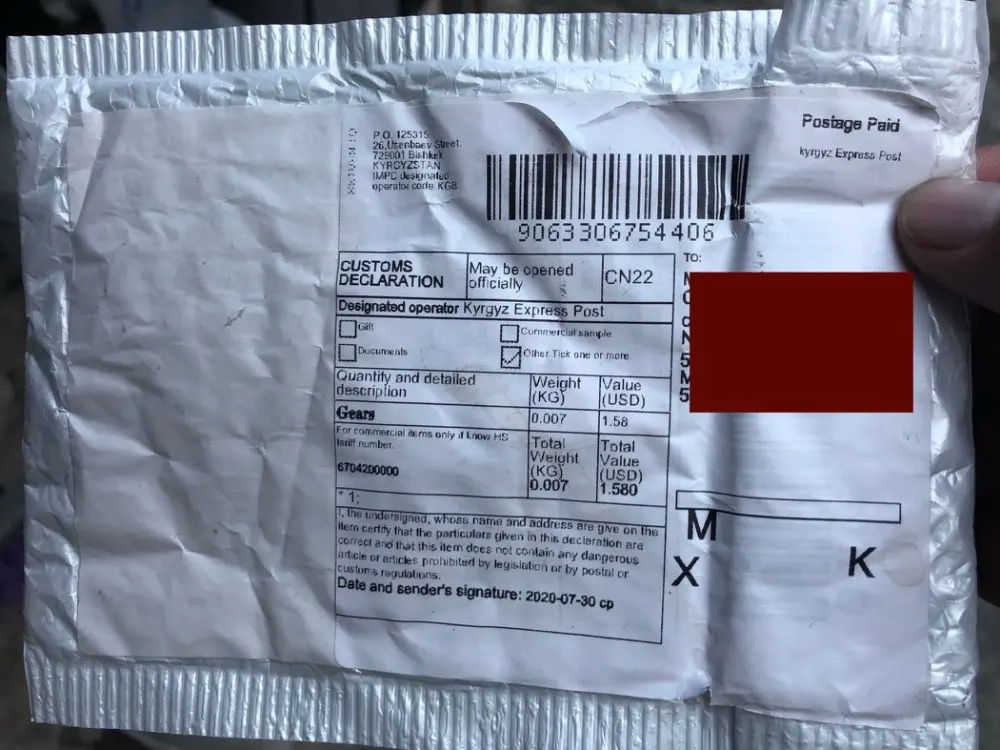 P.O. 125315
26,Uzenbaev Street.
720001 Bishkek
KYRGYZSTAN
IMPC designated
operator code: KGB
Postage Paid
kyrgyz Express Post
9063306754406
CUSTOMS
DECLARATION
May be opened
officially
CN22
TO:
Designated operator Kyrgyz Express Post
Gift
Commercial sample
Documents
Other Tick one or more
Quantity and detailed
description
Weight
(KG)
Value
(USD)
Gears
0.007
1.58
For commercial items only if know HS
tariff number.
6704200000
Total
Weight
(KG)
0.007
Total
Value
(USD)
1.580
* 1;
I, the undersigned, whose name and address are give on the
item certify that the particulars given in this declaration are
correct and that this item does not contain any dangerous
article or articles prohibited by legislation or by postal or
customs regulations.
Date and sender's signature: 2020-07-30 cp
M
X
K